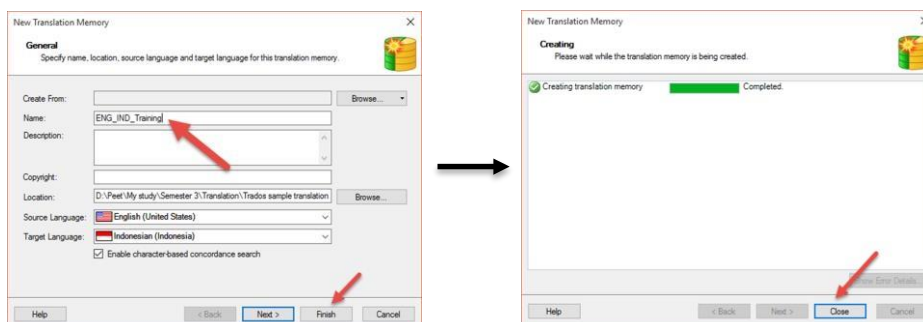 New Translation Memory
General
Specify name, location, source language and target language for this translation memory.
Create From:
Browse...
Name:
ENG_IND_Training
Description:
Copyright:
Location:
D:\Peet\My study\Semester 3\Translation\Trados sample translation
Browse...
Source Language:
English (United States)
Target Language:
Indonesian (Indonesia)
Enable character-based concordance search
Help
< Back
Next >
Finish
Cancel
New Translation Memory
Creating
Please wait while the translation memory is being created.
Creating translation memory
Completed.
Error Details...
Help
< Back
Next >
Close
Cancel